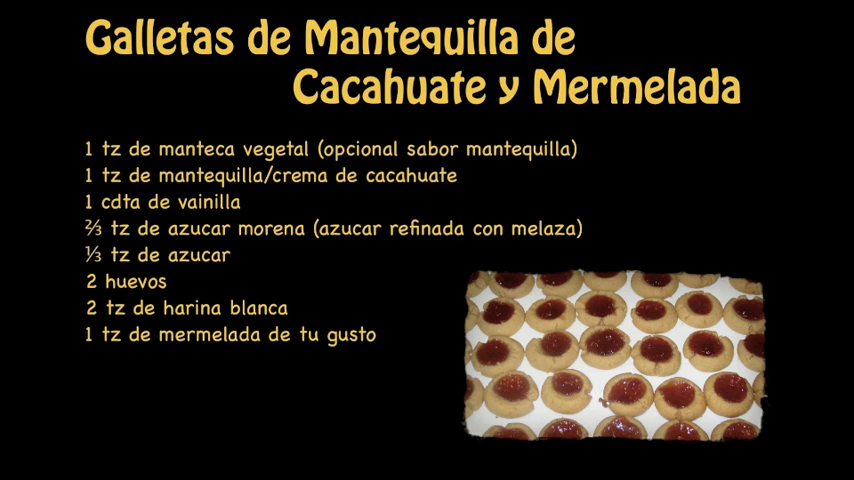 Galletas de Mantequilla de
Cacahuate y Mermelada
1 tz de manteca vegetal (opcional sabor mantequilla)
1 tz de mantequilla/crema de cacahuate
1 cdta de vainilla
⅔ tz de azucar morena (azucar refinada con melaza)
⅓ tz de azucar
2 huevos
2 tz de harina blanca
1 tz de mermelada de tu gusto